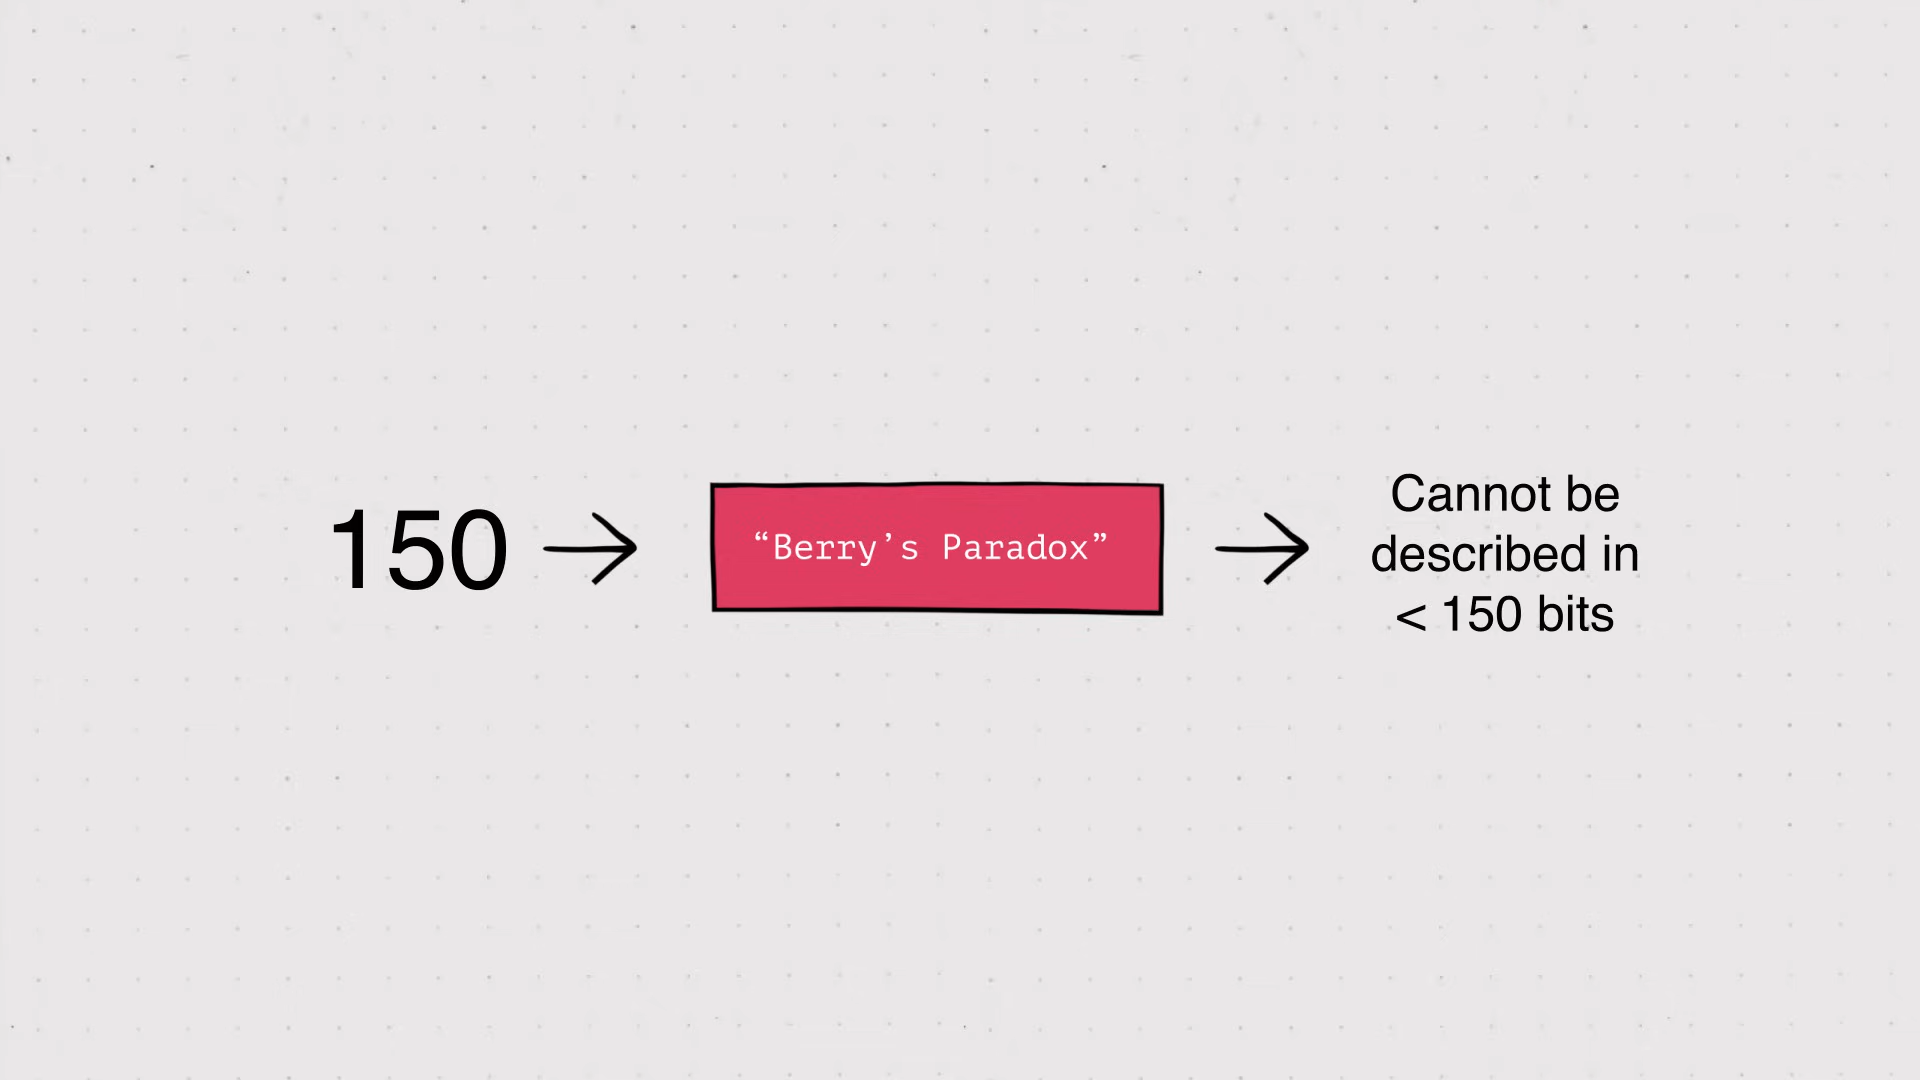 150
“Berry’s Paradox”
Cannot be
described in
< 150 bits